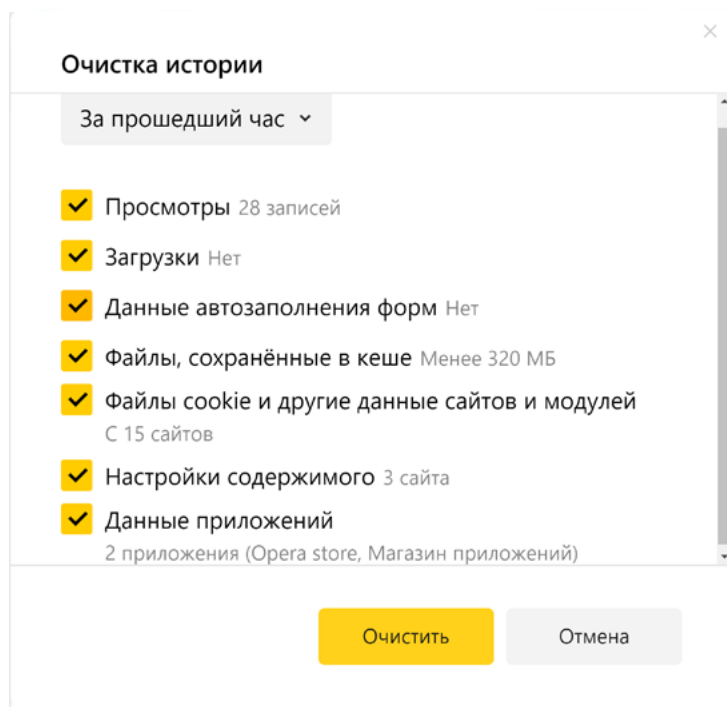 Очистка истории
За прошедший час
Просмотры 28 записей
Загрузки Нет
Данные автозаполнения форм Нет
Файлы, сохранённые в кеше Менее 320 МБ
Файлы cookie и другие данные сайтов и модулей
С 15 сайтов
Настройки содержимого 3 сайта
Данные приложений
2 приложения (Opera store, Магазин приложений)
Очистить Отмена